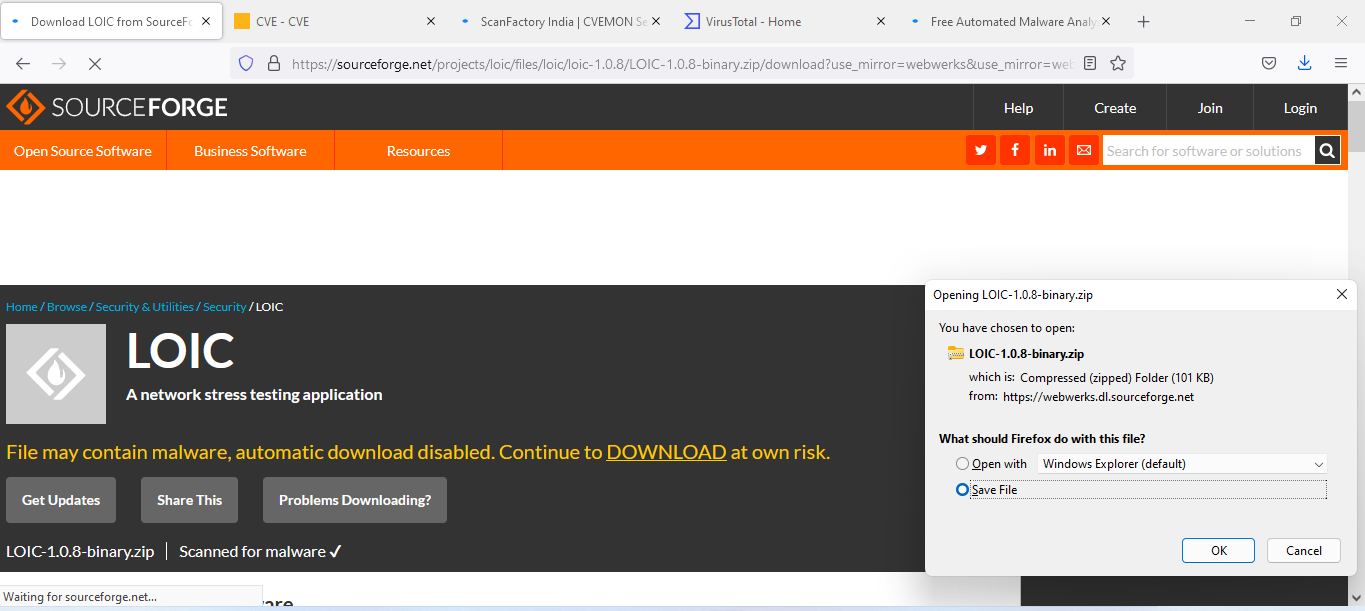 Download LOIC from SourceFo
CVE - CVE
ScanFactory India | CVEMON Se
VirusTotal - Home
Free Automated Malware Analy
https://sourceforge.net/projects/loic/files/loic/loic-1.0.8/LOIC-1.0.8-binary.zip/download?use_mirror=webwerks&use_mirror=web
SOURCEFORGE
Help
Create
Join
Login
Open Source Software
Business Software
Resources
Search for software or solutions
Home / Browse / Security & Utilities / Security / LOIC
LOIC
A network stress testing application
File may contain malware, automatic download disabled. Continue to DOWNLOAD at own risk.
Get Updates
Share This
Problems Downloading?
LOIC-1.0.8-binary.zip
Scanned for malware ✓
Opening LOIC-1.0.8-binary.zip
You have chosen to open:
LOIC-1.0.8-binary.zip
which is: Compressed (zipped) Folder (101 KB)
from: https://webwerks.dl.sourceforge.net
What should Firefox do with this file?
Open with
Windows Explorer (default)
Save File
OK
Cancel
Waiting for sourceforge.net...